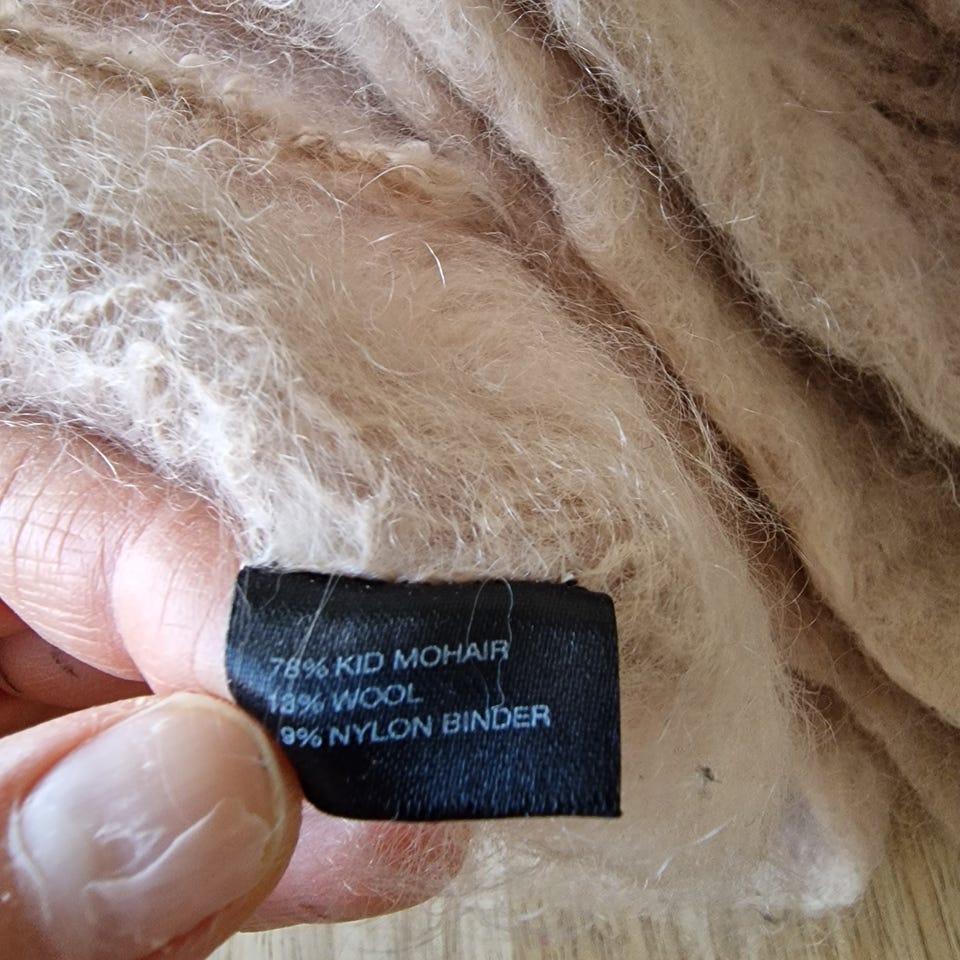 78% KID MOHAIR
13% WOOL
9% NYLON BINDER